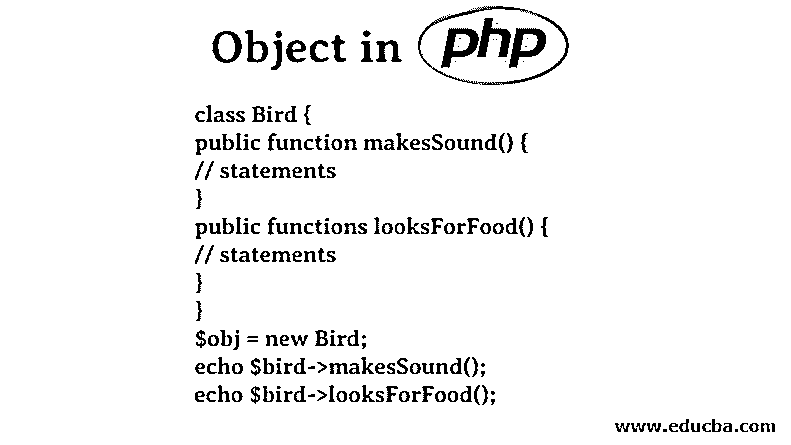 Object in php
class Bird {
public function makesSound() {
// statements
}
public functions looksForFood() {
// statements
}
}
$obj = new Bird;
echo $bird->makesSound();
echo $bird->looksForFood();
www.educba.com